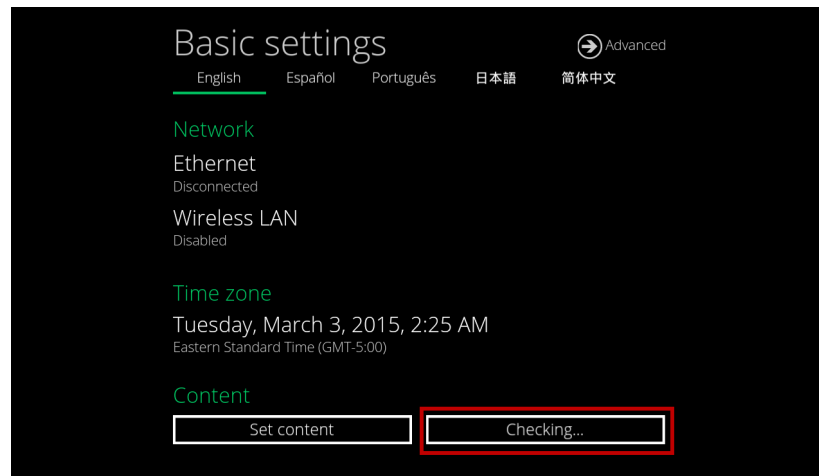 Basic settings
Advanced
English Español Português 日本語 简体中文
Network
Ethernet
Disconnected
Wireless LAN
Disabled
Time zone
Tuesday, March 3, 2015, 2:25 AM
Eastern Standard Time (GMT-5:00)
Content
Set content Checking...